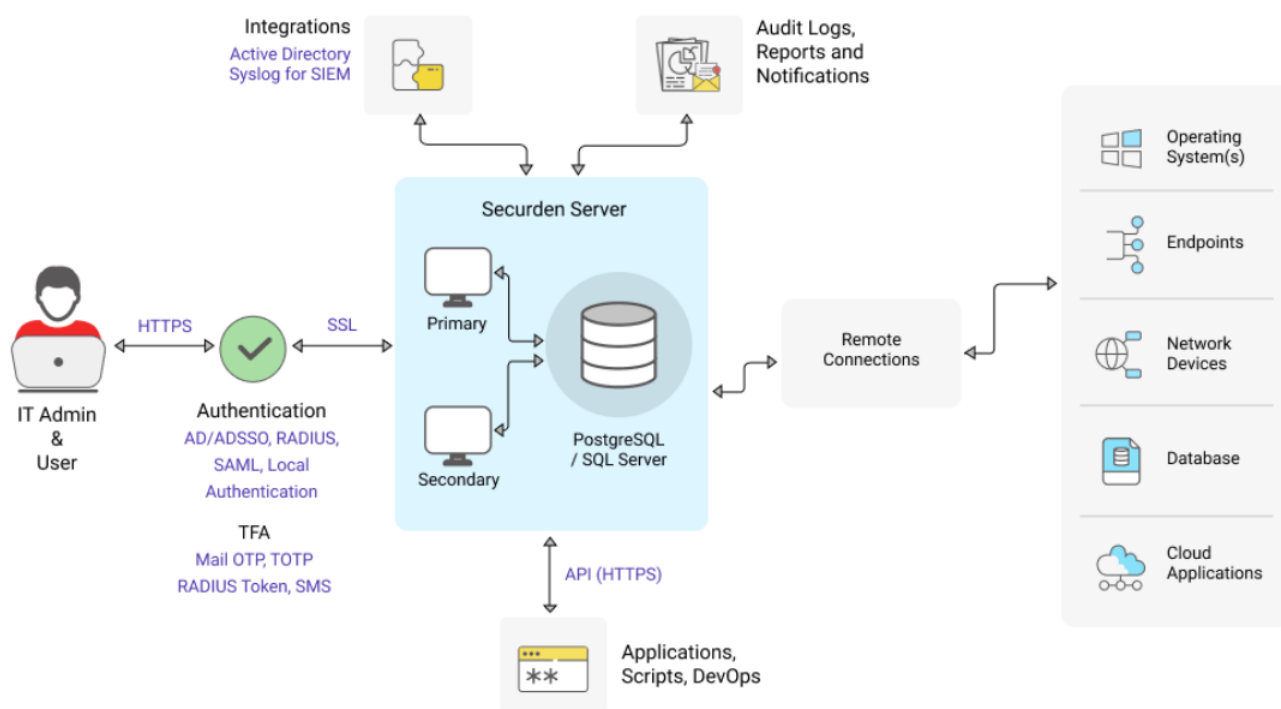 Integrations
Active Directory
Syslog for SIEM
Audit Logs,
Reports and
Notifications
Operating
System(s)
Endpoints
Network
Devices
Database
Cloud
Applications
Securden Server
Primary
Secondary
PostgreSQL
/ SQL Server
HTTPS
SSL
IT Admin
&
User
Authentication
AD/ADSSO, RADIUS,
SAML, Local
Authentication
TFA
Mail OTP, TOTP
RADIUS Token, SMS
Remote
Connections
API (HTTPS)
**
Applications,
Scripts, DevOps